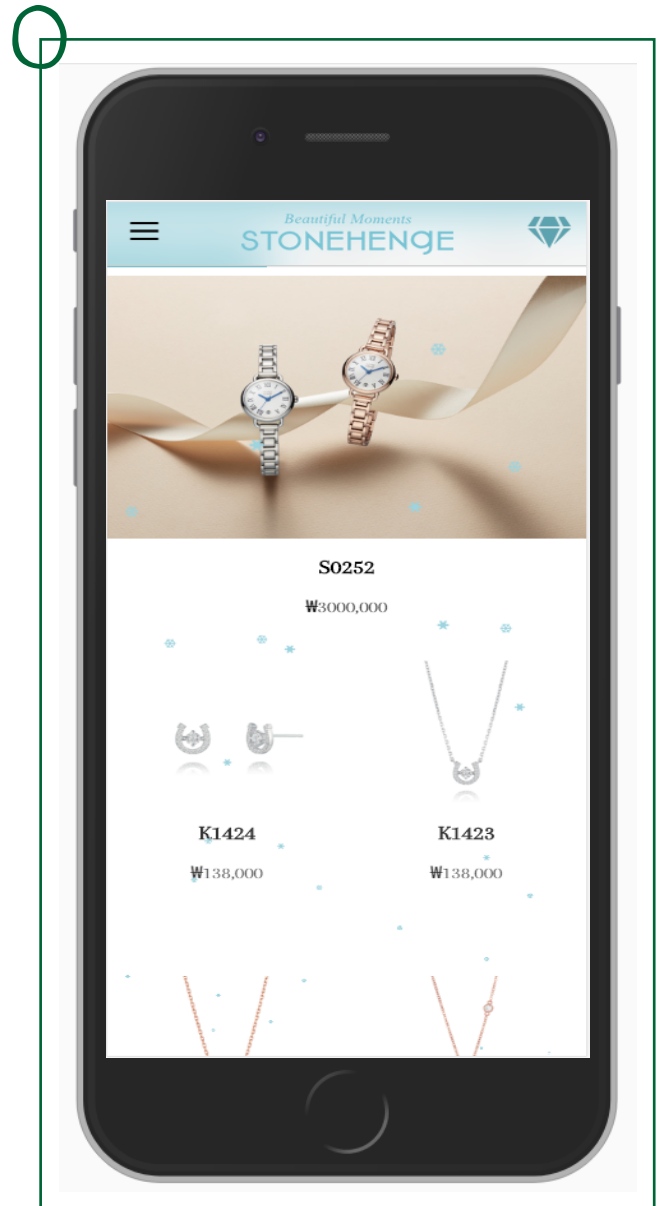 Beautiful Moments
STONEHENGE
S0252
₩3000,000
K1424
K1423
₩138,000
₩138,000